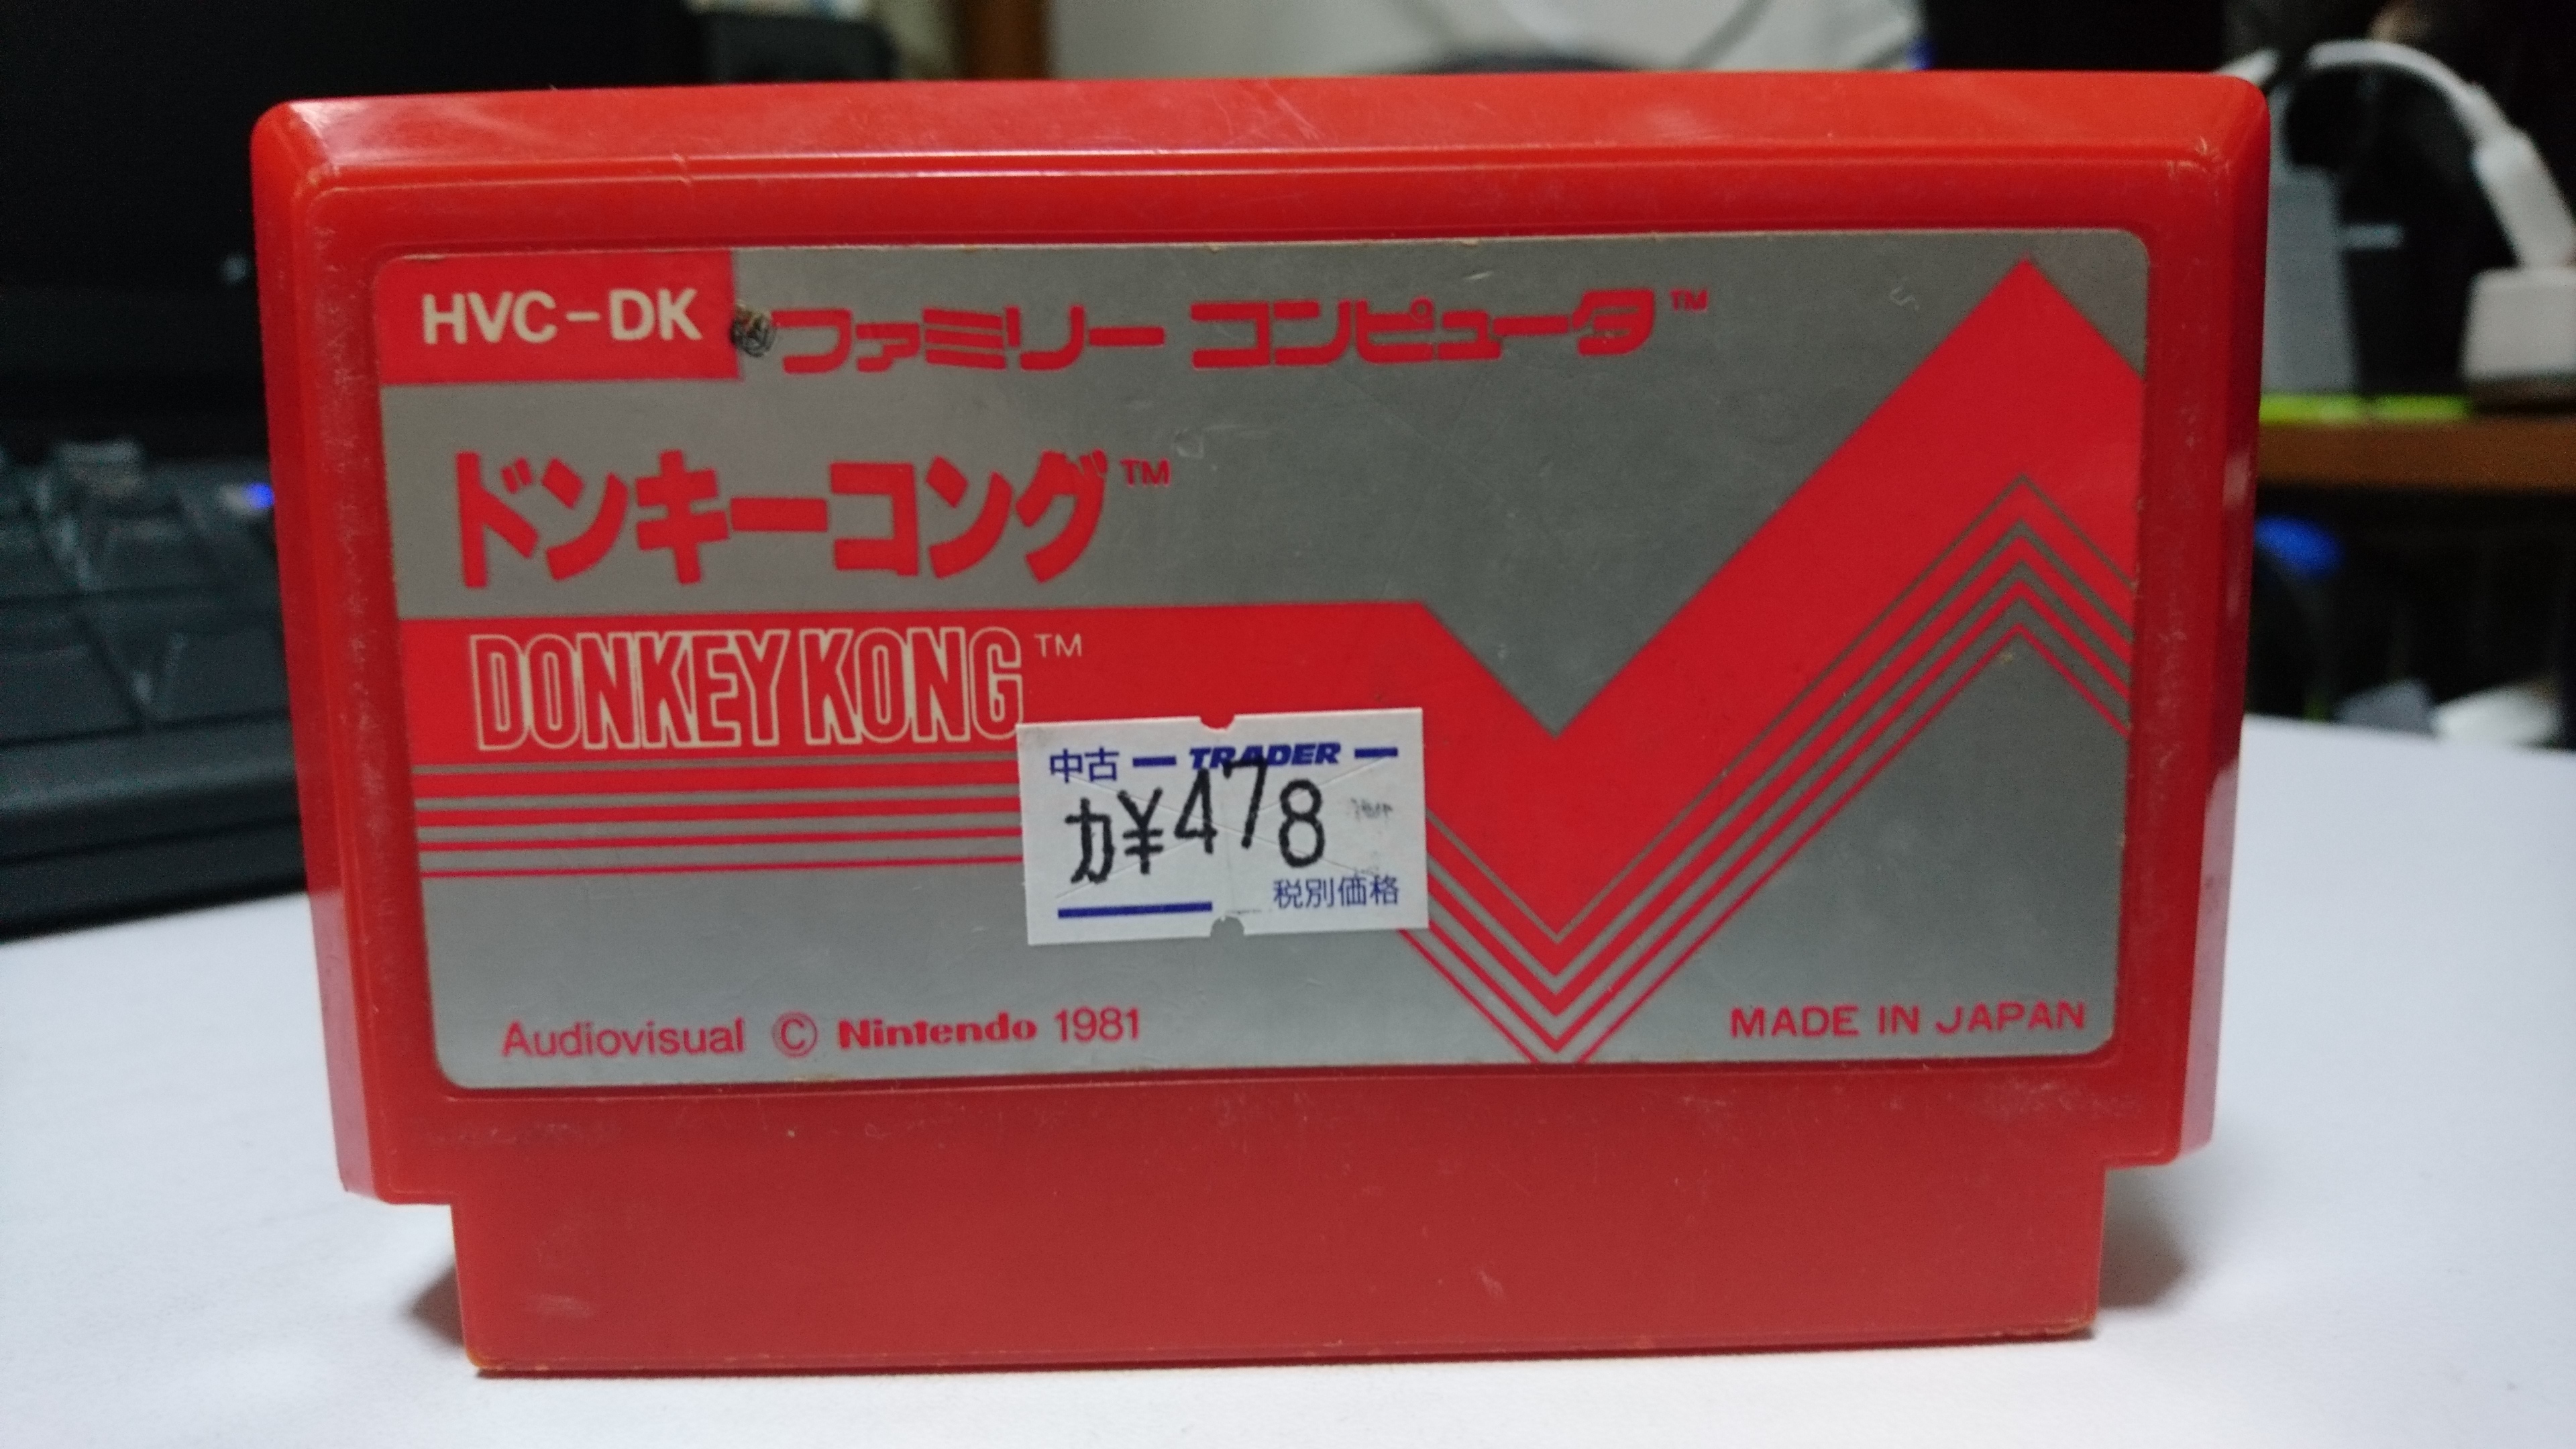 HVC-DK
ファミリー コンピュータ™
ドンキーコング™
DONKEY KONG™
中古 TRADER
カ¥478
税別価格
Audiovisual © Nintendo 1981
MADE IN JAPAN